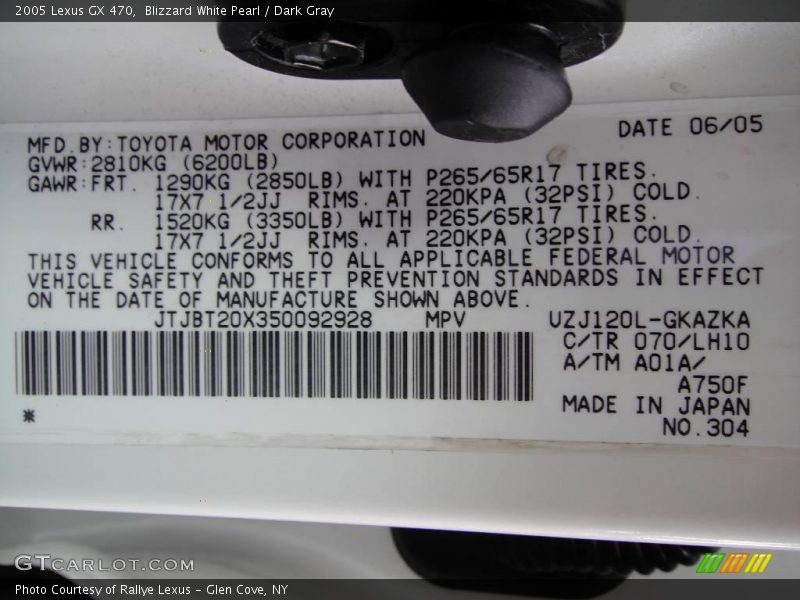 2005 Lexus GX 470, Blizzard White Pearl / Dark Gray
MFD.BY:TOYOTA MOTOR CORPORATION DATE 06/05
GVWR:2810KG (6200LB)
GAWR:FRT. 1290KG (2850LB) WITH P265/65R17 TIRES.
17X7 1/2JJ RIMS. AT 220KPA (32PSI) COLD.
RR. 1520KG (3350LB) WITH P265/65R17 TIRES.
17X7 1/2JJ RIMS. AT 220KPA (32PSI) COLD.
THIS VEHICLE CONFORMS TO ALL APPLICABLE FEDERAL MOTOR
VEHICLE SAFETY AND THEFT PREVENTION STANDARDS IN EFFECT
ON THE DATE OF MANUFACTURE SHOWN ABOVE.
JTJBT20X350092928 MPV UZJ120L-GKAZKA
C/TR 070/LH10
A/TM A01A/
A750F
MADE IN JAPAN
NO.304
*
GTCARLOT.COM
Photo Courtesy of Rallye Lexus - Glen Cove, NY